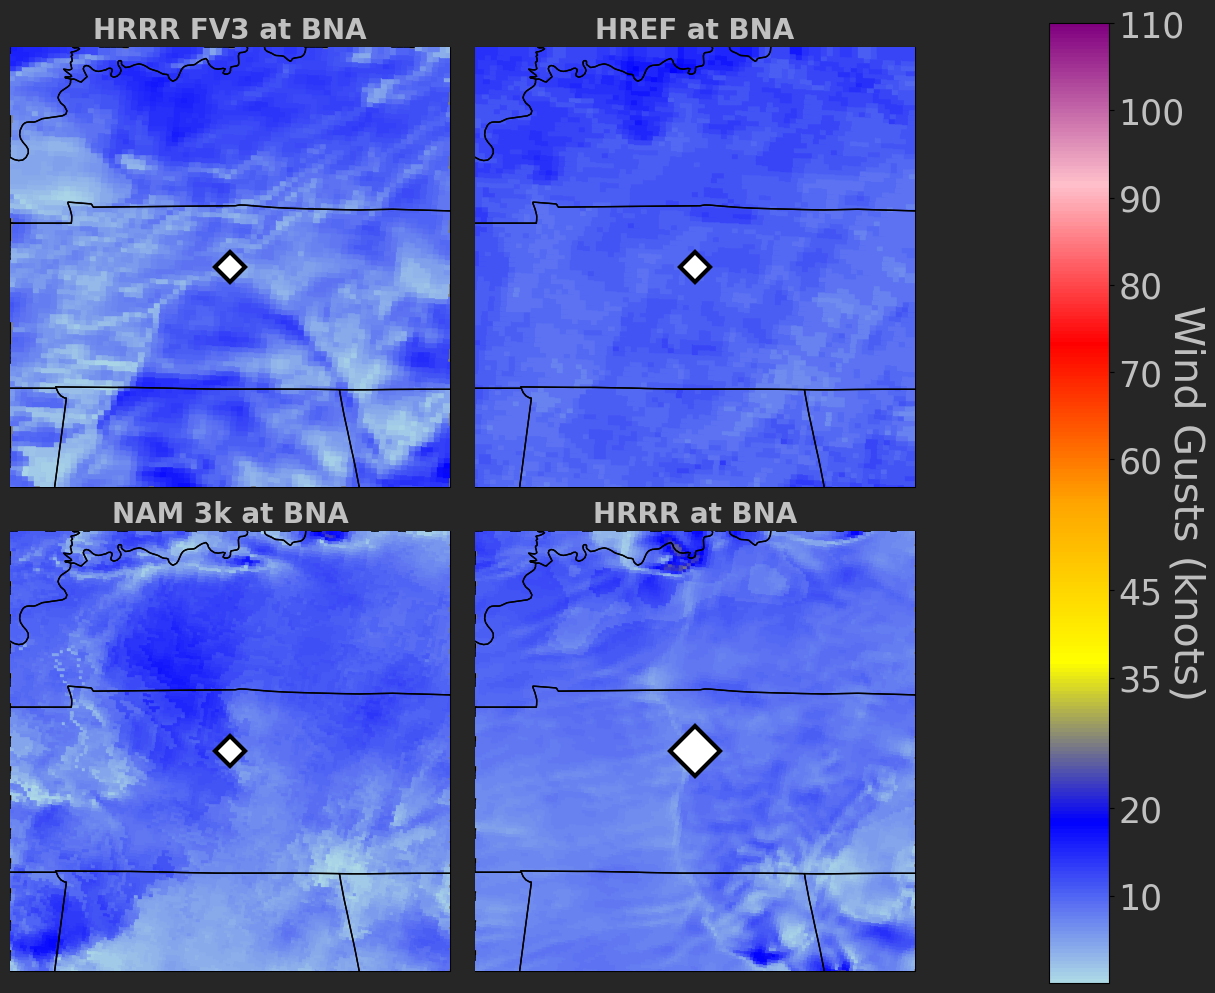 HRRR FV3 at BNA
HREF at BNA
NAM 3k at BNA
HRRR at BNA
110
100
90
80
70
60
45
35
20
10
Wind Gusts (knots)